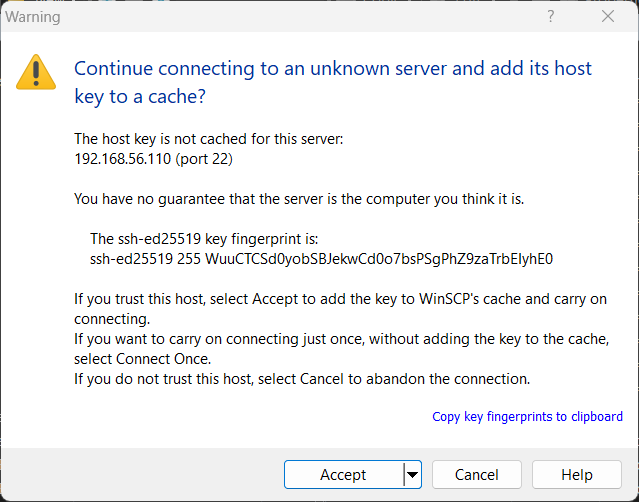 Warning
?
Continue connecting to an unknown server and add its host
key to a cache?
The host key is not cached for this server:
192.168.56.110 (port 22)
You have no guarantee that the server is the computer you think it is.
The ssh-ed25519 key fingerprint is:
ssh-ed25519 255 WuuCTCSd0yobSBJekwCd0o7bsPSgPhZ9zaTrbEIyhE0
If you trust this host, select Accept to add the key to WinSCP's cache and carry on
connecting.
If you want to carry on connecting just once, without adding the key to the cache,
select Connect Once.
If you do not trust this host, select Cancel to abandon the connection.
Copy key fingerprints to clipboard
Accept
Cancel
Help